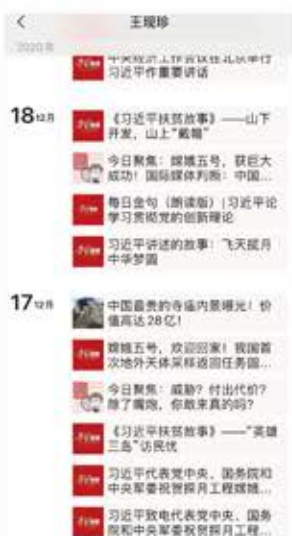 王现珍
2020年
中央经济工作会议在北京举行
习近平作重要讲话
18 12月
《习近平扶贫故事》——山下
开发，山上“戴帽”
今日聚焦：嫦娥五号，获巨大
成功！国际媒体判断：中国...
每日金句（朗读版）|习近平论
学习贯彻党的创新理论
习近平讲述的故事：飞天揽月
中华梦圆
17 12月
中国最贵的寺庙内景曝光！价
值高达28亿！
嫦娥五号，欢迎回家！我国首
次地外天体采样返回任务圆...
今日聚焦：威胁？付出代价？
除了嘴炮，你敢来真的吗？
《习近平扶贫故事》——“英雄
三岛”访民忧
习近平代表党中央、国务院和
中央军委祝贺探月工程嫦娥...
习近平致电代表党中央、国务
院和中央军委祝贺探月工程...